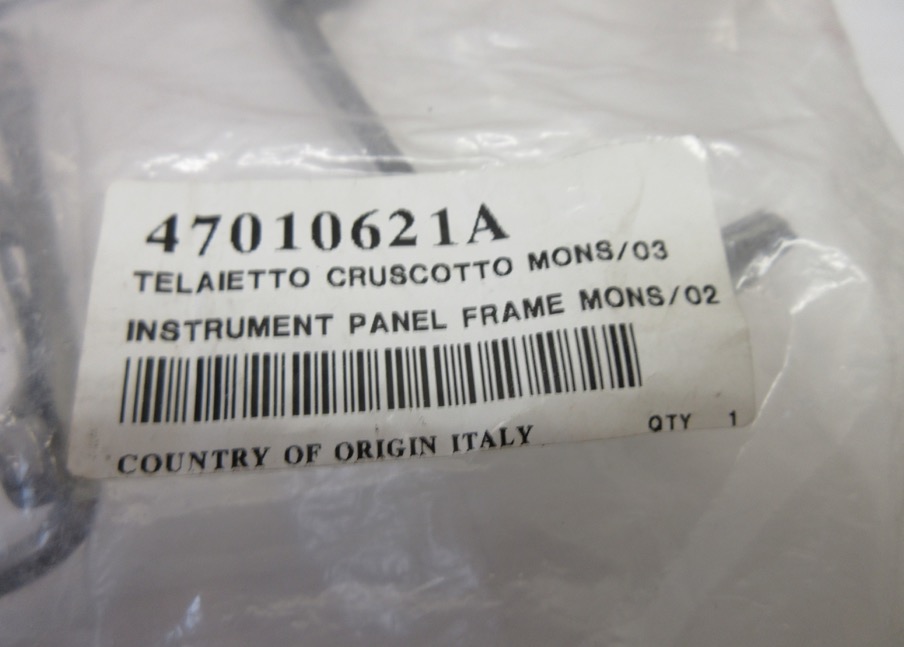 47010621A
TELAIETTO CRUSCOTTO MONS/03
INSTRUMENT PANEL FRAME MONS/02
QTY 1
COUNTRY OF ORIGIN ITALY